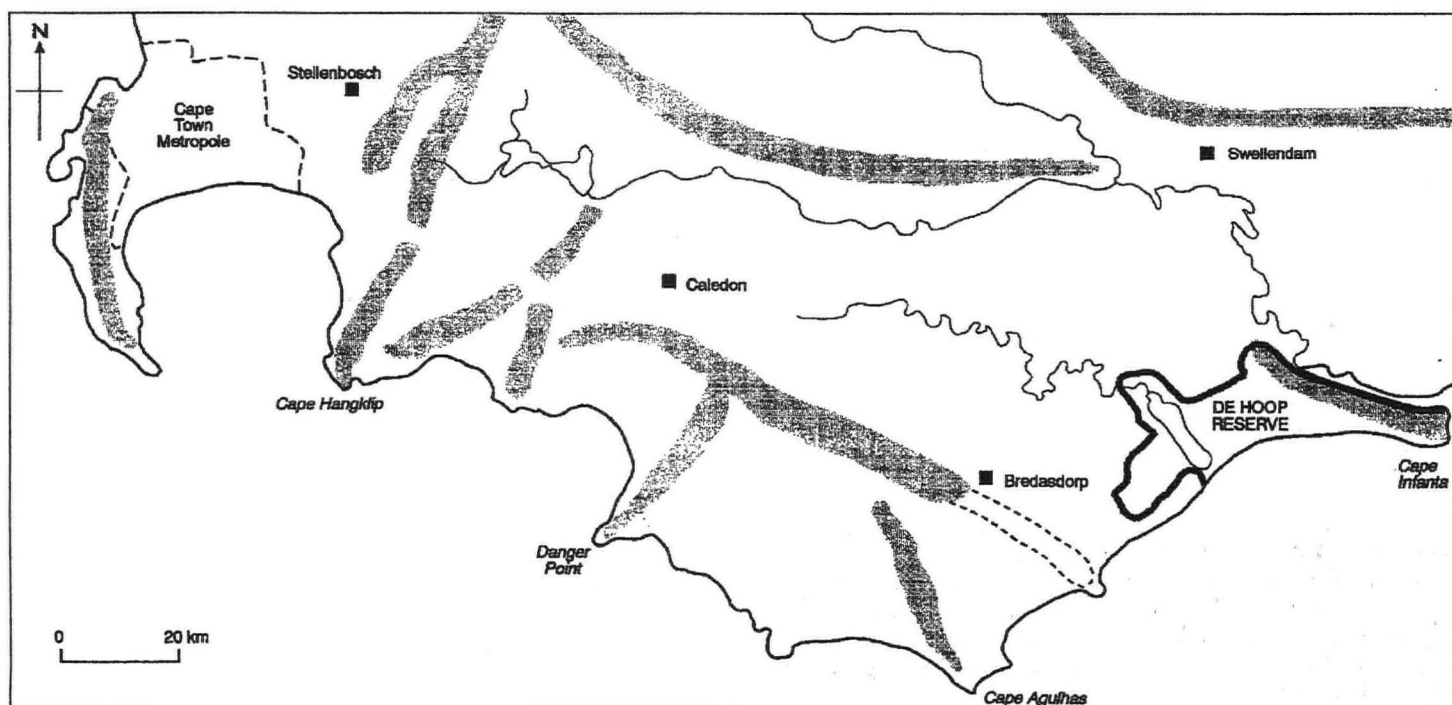 N
Stellenbosch
Cape
Town
Metropole
Swellendam
Caledon
Cape Hangklip
DE HOOP
RESERVE
Cape
Infanta
Bredasdorp
Danger
Point
0 20 km
Cape Agulhas